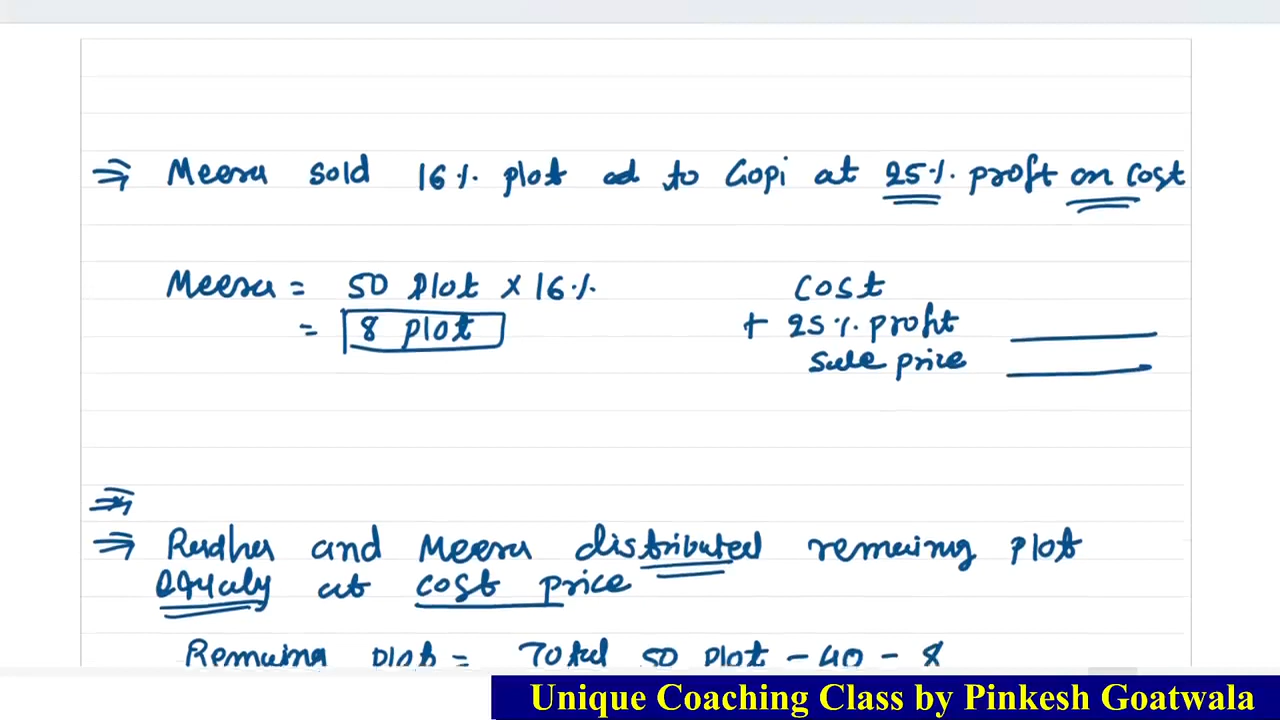 ⇒ Meera sold 16% plot ad to Gopi at 25% profit on cost
Meera = 50 plot × 16%
= 8 plot
cost
+ 25% profit
sale price
⇒
⇒ Radha and Meera distributed remaining plot
equaly at cost price
Remaining plot = Total 50 plot - 40 - 8
Unique Coaching Class by Pinkesh Goatwala